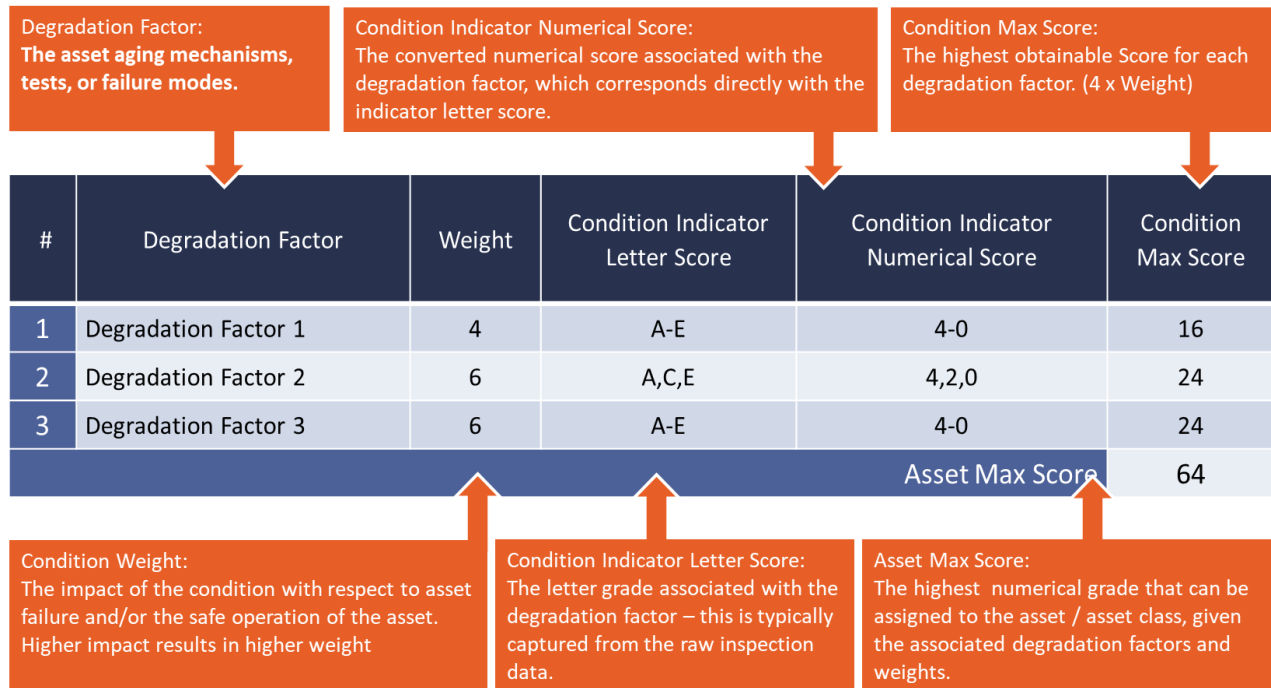 Degradation Factor:
The asset aging mechanisms,
tests, or failure modes.
Condition Indicator Numerical Score:
The converted numerical score associated with the
degradation factor, which corresponds directly with the
indicator letter score.
Condition Max Score:
The highest obtainable Score for each
degradation factor. (4 x Weight)
# Degradation Factor Weight Condition Indicator Letter Score Condition Indicator Numerical Score Condition Max Score
1 Degradation Factor 1 4 A-E 4-0 16
2 Degradation Factor 2 6 A,C,E 4,2,0 24
3 Degradation Factor 3 6 A-E 4-0 24
Asset Max Score 64
Condition Weight:
The impact of the condition with respect to asset
failure and/or the safe operation of the asset.
Higher impact results in higher weight
Condition Indicator Letter Score:
The letter grade associated with the
degradation factor – this is typically
captured from the raw inspection
data.
Asset Max Score:
The highest numerical grade that can be
assigned to the asset / asset class, given
the associated degradation factors and
weights.